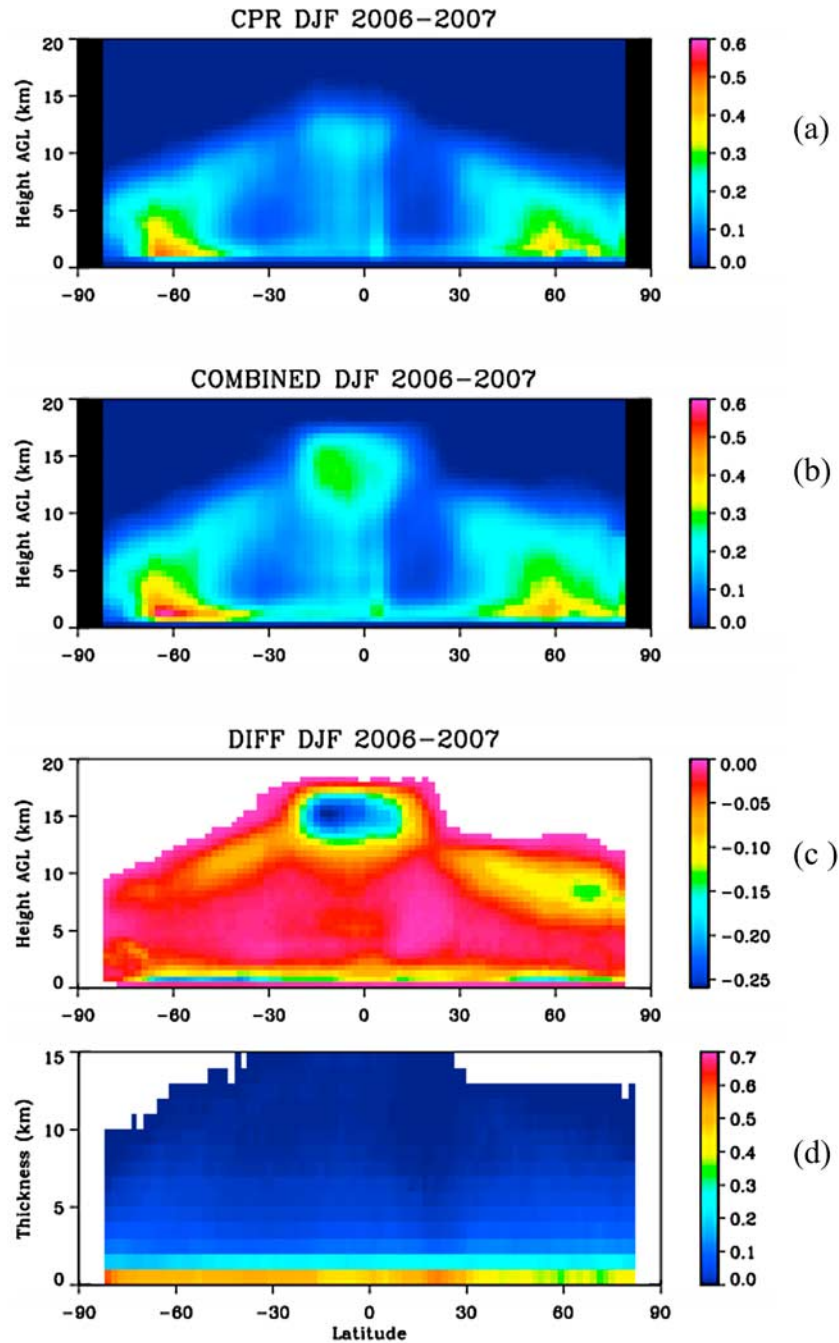 CPR DJF 2006-2007
Height AGL (km)
20
15
10
5
0
-90 -60 -30 0 30 60 90
0.6
0.5
0.4
0.3
0.2
0.1
0.0
(a)
COMBINED DJF 2006-2007
Height AGL (km)
20
15
10
5
0
-90 -60 -30 0 30 60 90
0.6
0.5
0.4
0.3
0.2
0.1
0.0
(b)
DIFF DJF 2006-2007
Height AGL (km)
20
15
10
5
0
-90 -60 -30 0 30 60 90
0.00
-0.05
-0.10
-0.15
-0.20
-0.25
(c )
Thickness (km)
15
10
5
0
-90 -60 -30 0 30 60 90
Latitude
0.7
0.6
0.5
0.4
0.3
0.2
0.1
0.0
(d)